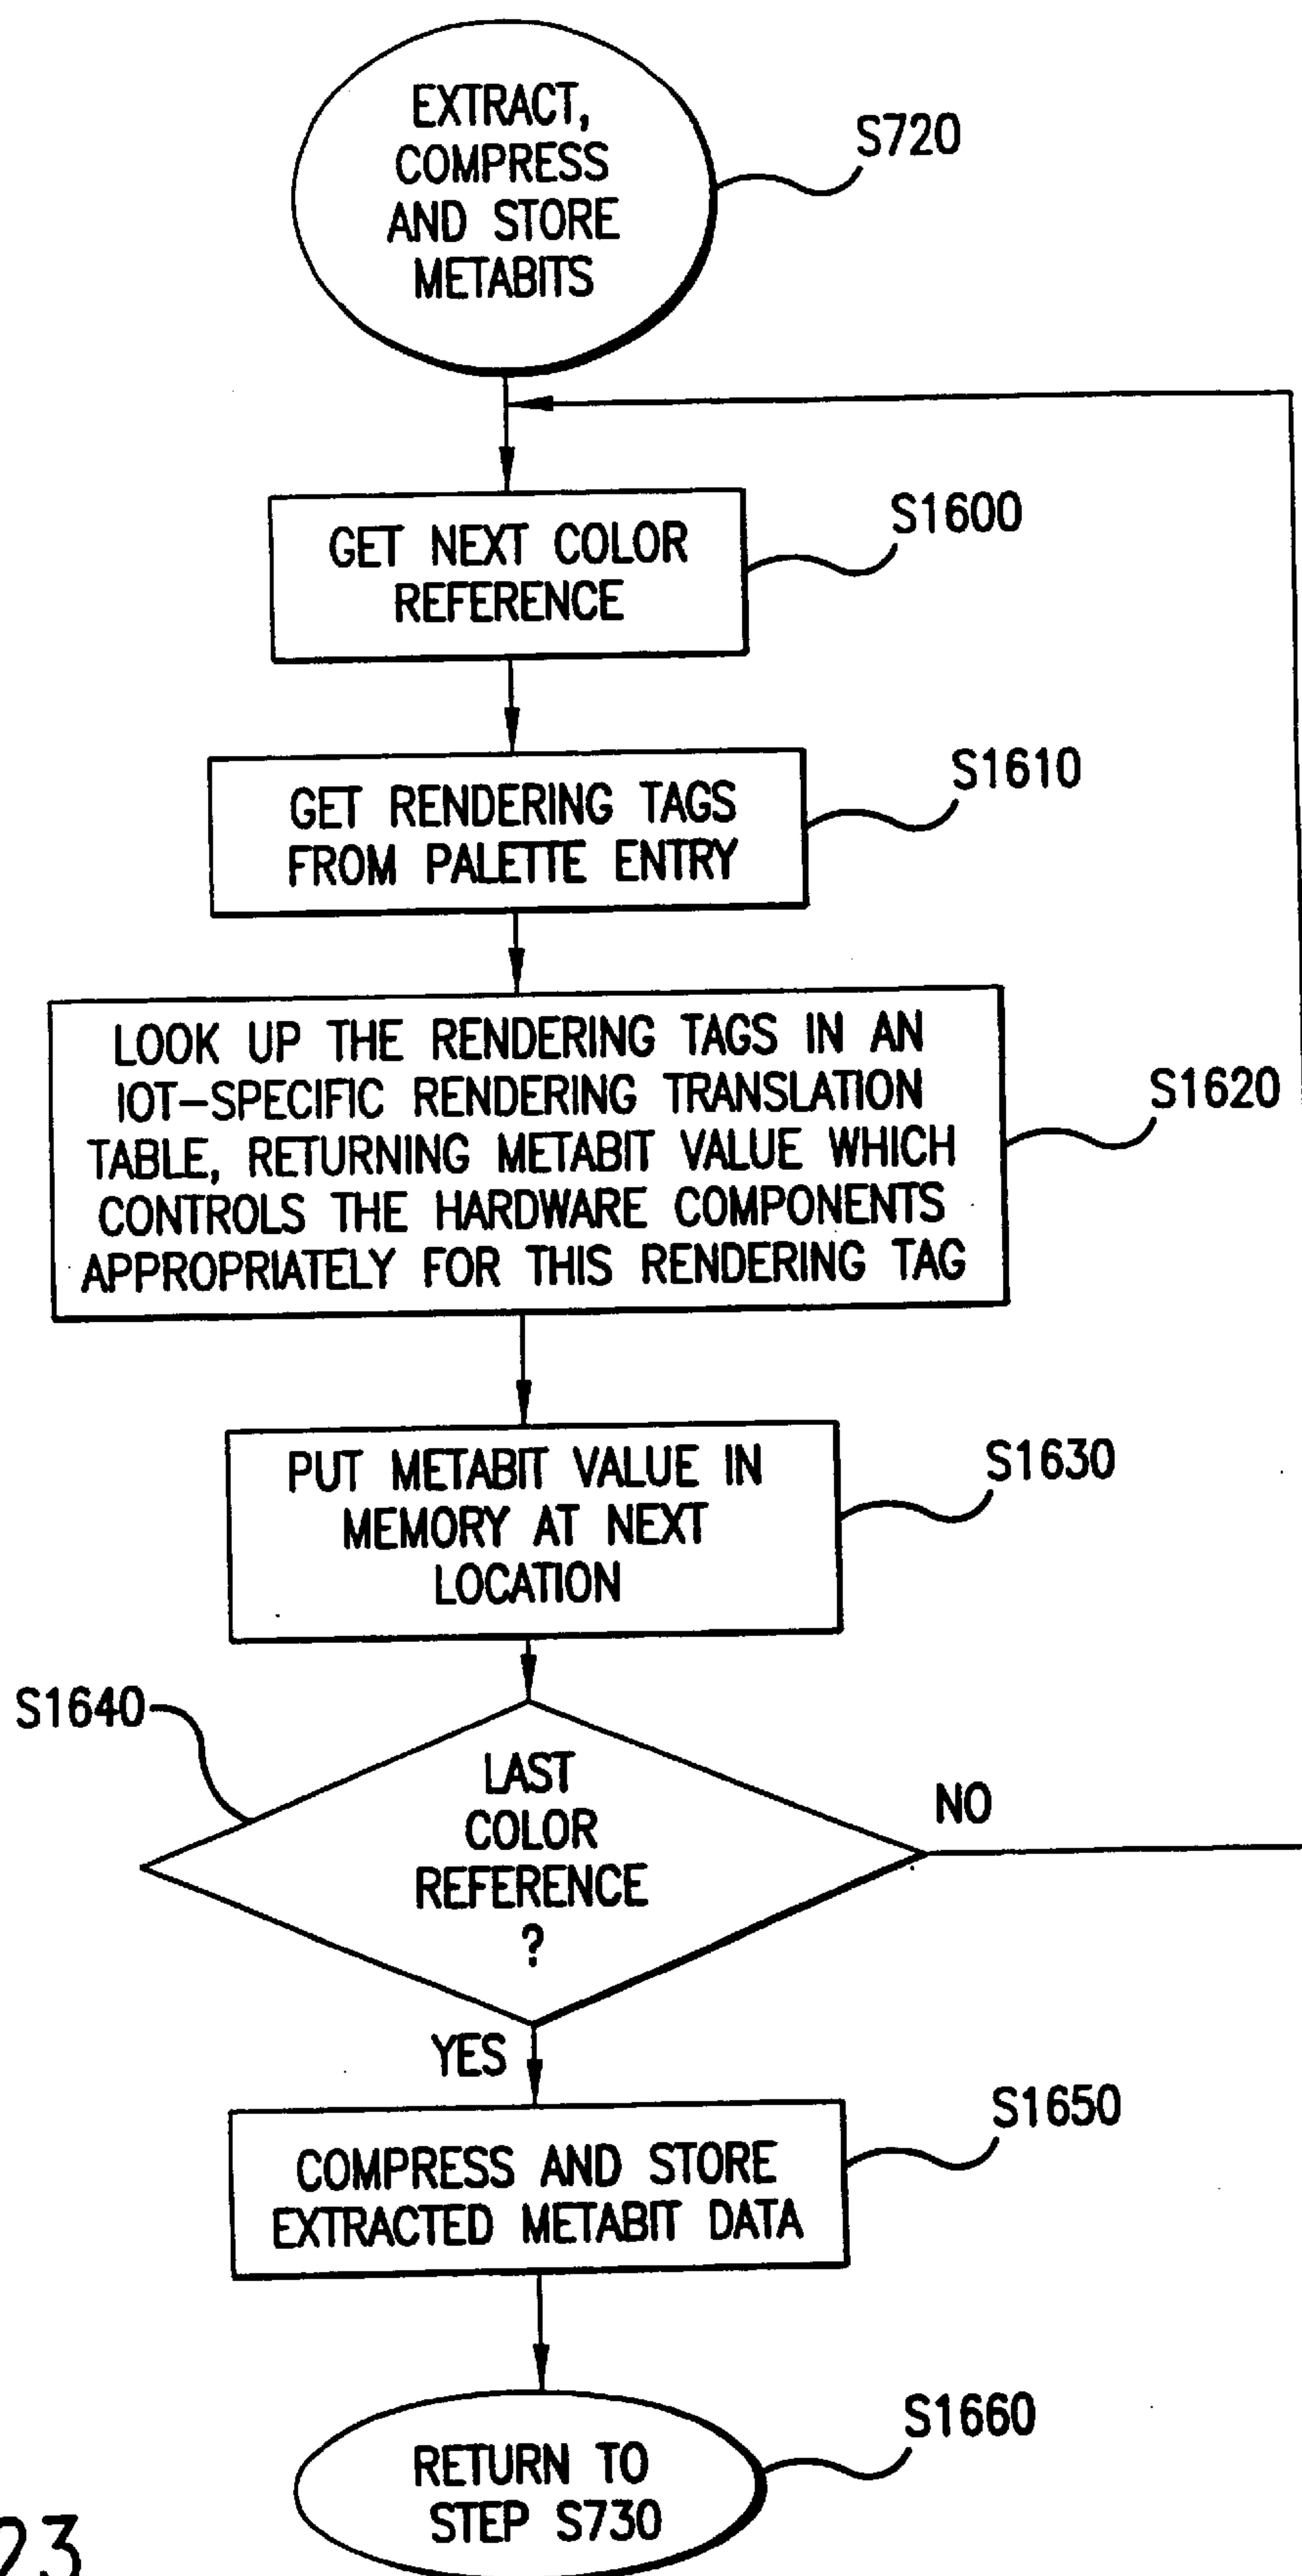 EXTRACT,
COMPRESS
AND STORE
METABITS
S720
GET NEXT COLOR
REFERENCE
S1600
GET RENDERING TAGS
FROM PALETTE ENTRY
S1610
LOOK UP THE RENDERING TAGS IN AN
IOT-SPECIFIC RENDERING TRANSLATION
TABLE, RETURNING METABIT VALUE WHICH
CONTROLS THE HARDWARE COMPONENTS
APPROPRIATELY FOR THIS RENDERING TAG
S1620
PUT METABIT VALUE IN
MEMORY AT NEXT
LOCATION
S1630
S1640
LAST
COLOR
REFERENCE
?
NO
YES
COMPRESS AND STORE
EXTRACTED METABIT DATA
S1650
RETURN TO
STEP S730
S1660
23